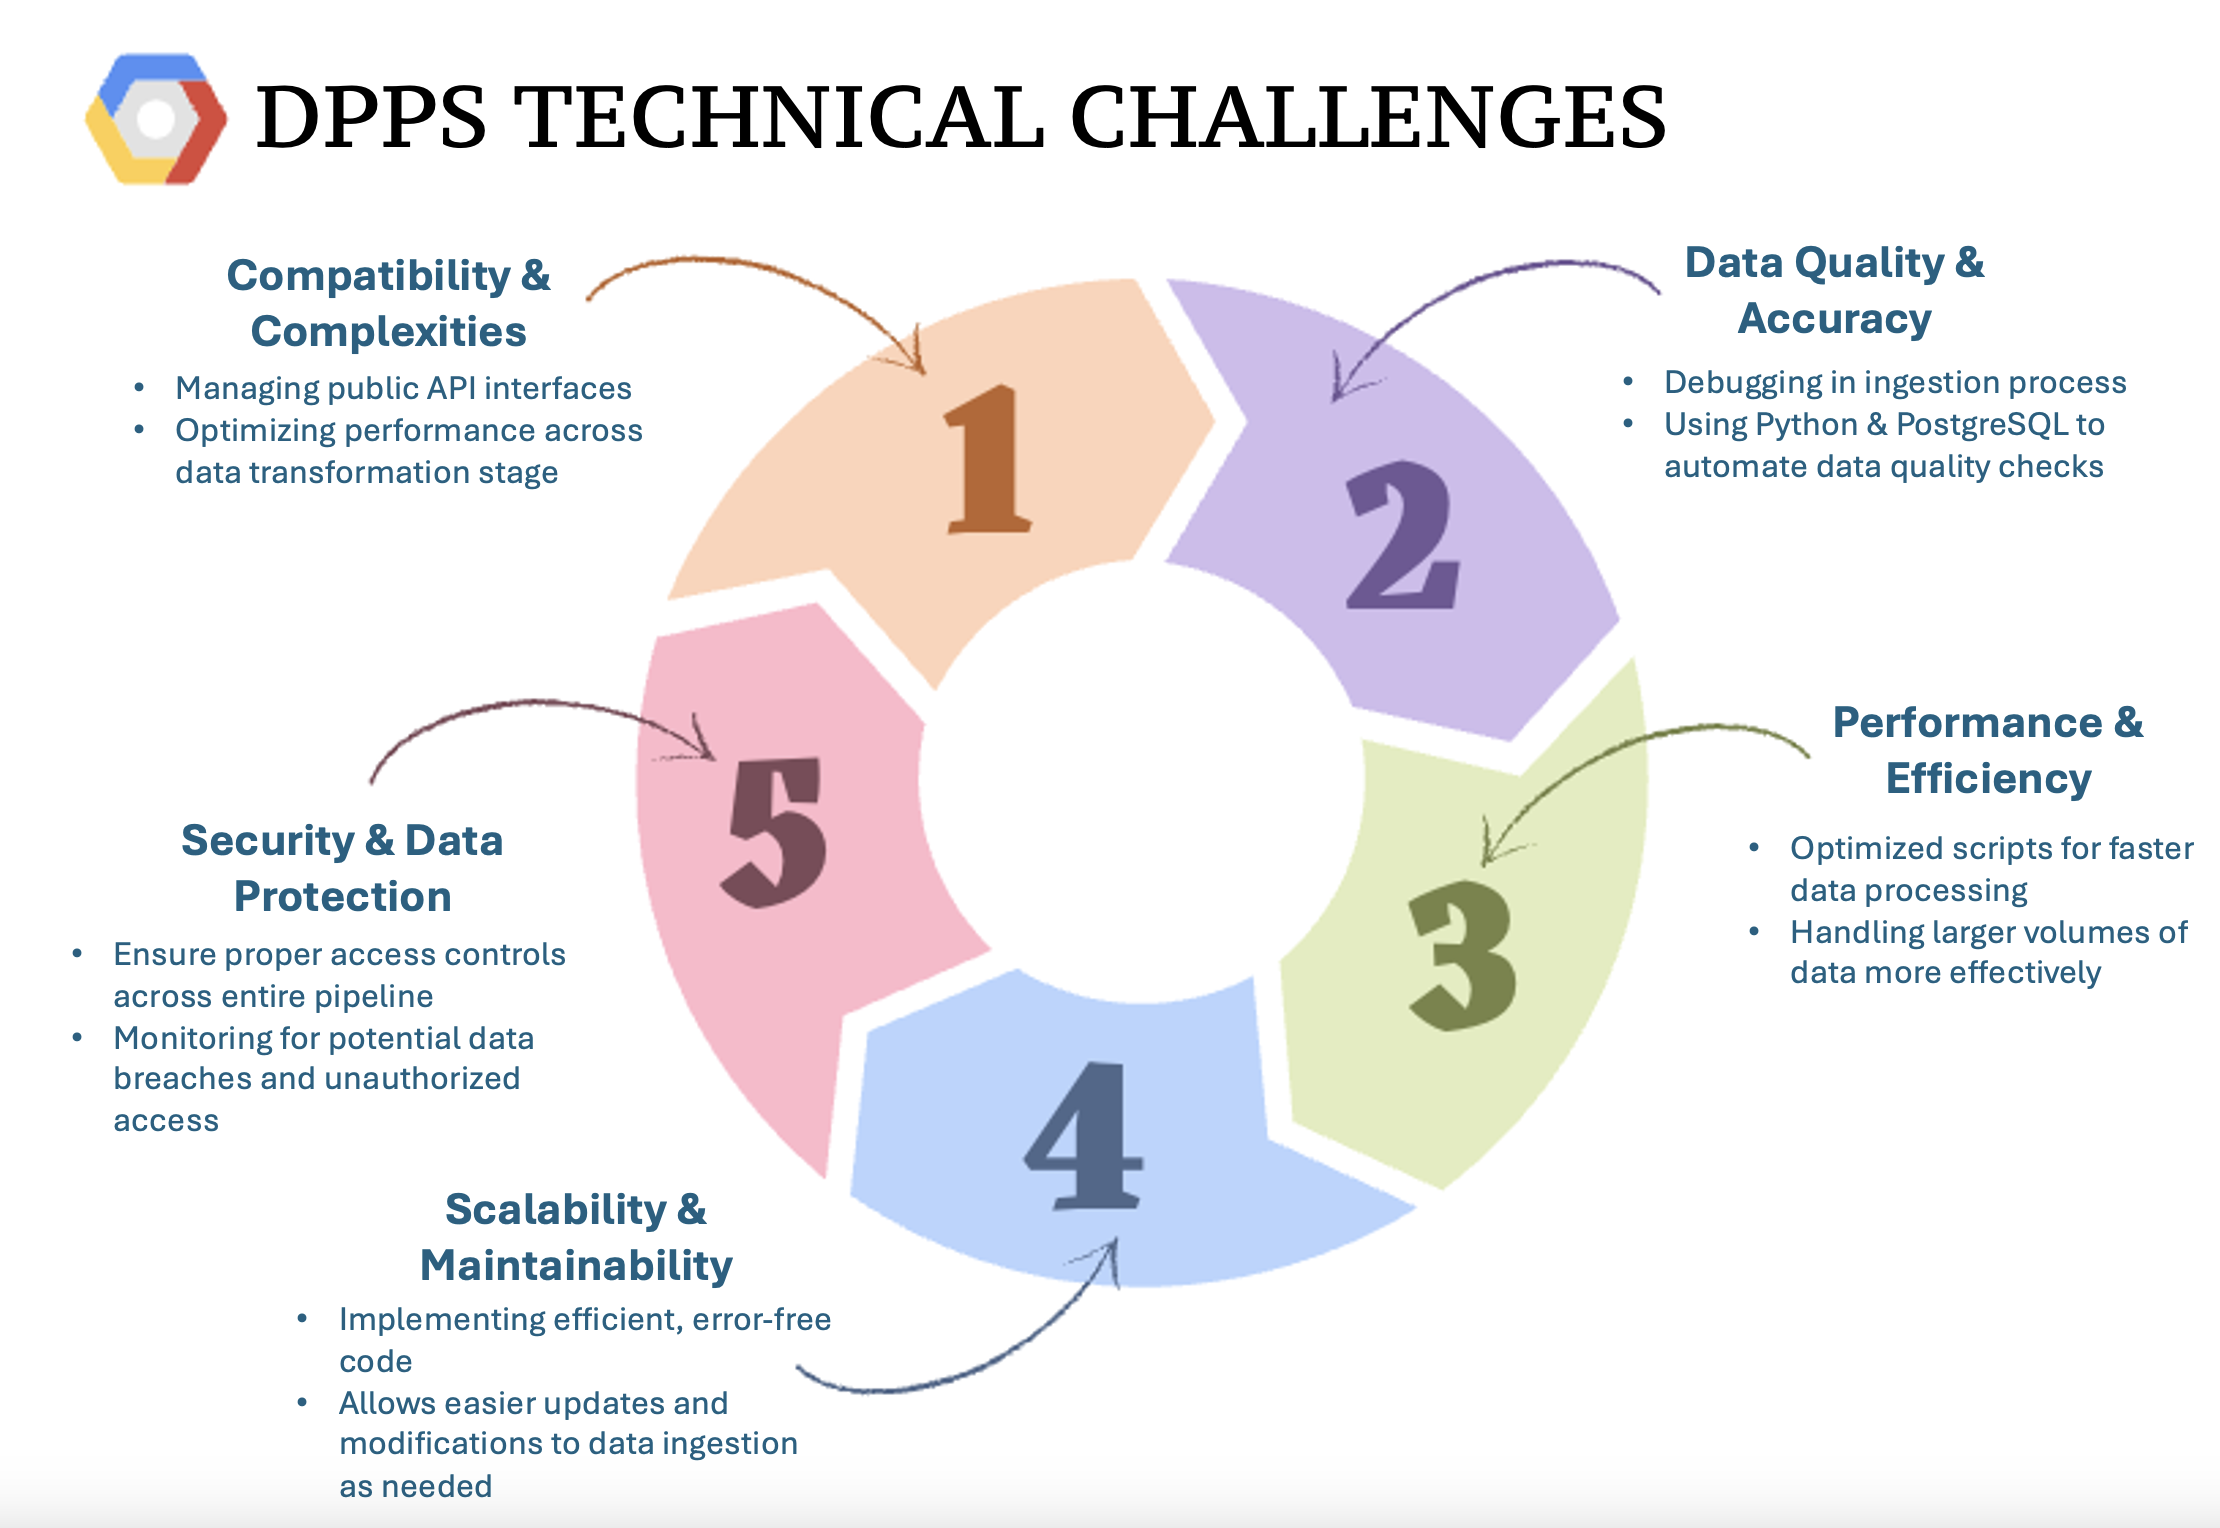 DPPS TECHNICAL CHALLENGES
Compatibility &
Complexities
• Managing public API interfaces
• Optimizing performance across
data transformation stage
1
Data Quality &
Accuracy
• Debugging in ingestion process
• Using Python & PostgreSQL to
automate data quality checks
2
Performance &
Efficiency
• Optimized scripts for faster
data processing
• Handling larger volumes of
data more effectively
3
Scalability &
Maintainability
• Implementing efficient, error-free
code
• Allows easier updates and
modifications to data ingestion
as needed
4
Security & Data
Protection
• Ensure proper access controls
across entire pipeline
• Monitoring for potential data
breaches and unauthorized
access
5